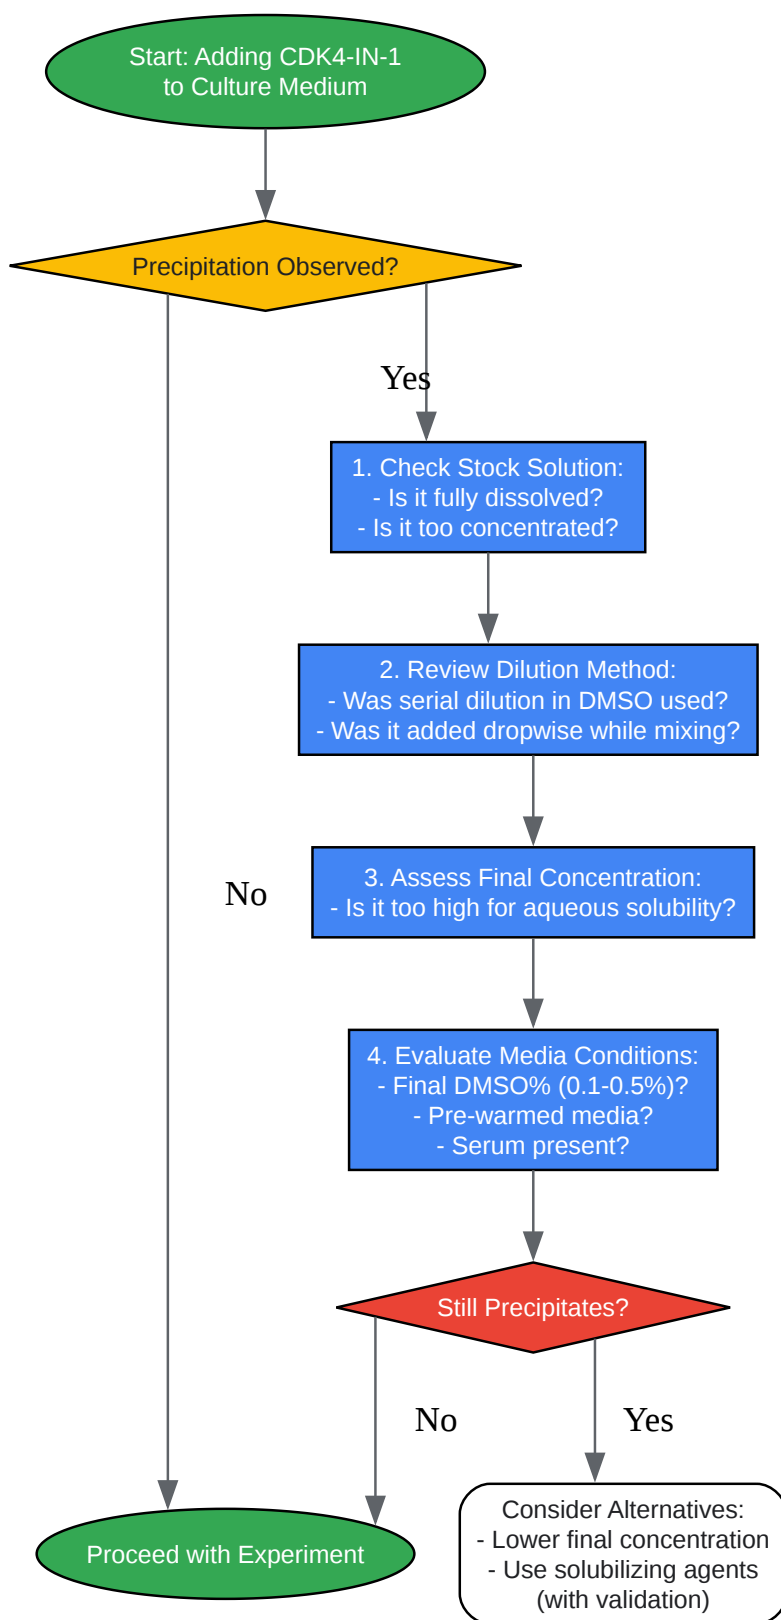 Start: Adding CDK4-IN-1
to Culture Medium
Precipitation Observed?
Yes
1. Check Stock Solution:
- Is it fully dissolved?
- Is it too concentrated?
2. Review Dilution Method:
- Was serial dilution in DMSO used?
- Was it added dropwise while mixing?
No
3. Assess Final Concentration:
- Is it too high for aqueous solubility?
4. Evaluate Media Conditions:
- Final DMSO% (0.1-0.5%)?
- Pre-warmed media?
- Serum present?
Still Precipitates?
No
Yes
Proceed with Experiment
Consider Alternatives:
- Lower final concentration
- Use solubilizing agents
(with validation)